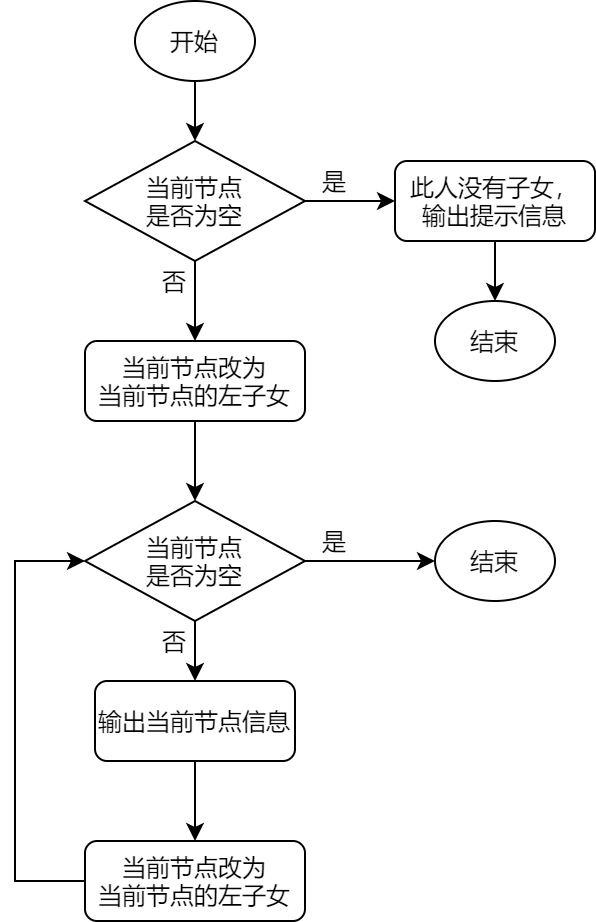 开始
当前节点
是否为空
是
此人没有子女，
输出提示信息
否
结束
当前节点改为
当前节点的左子女
当前节点
是否为空
是
结束
否
输出当前节点信息
当前节点改为
当前节点的左子女